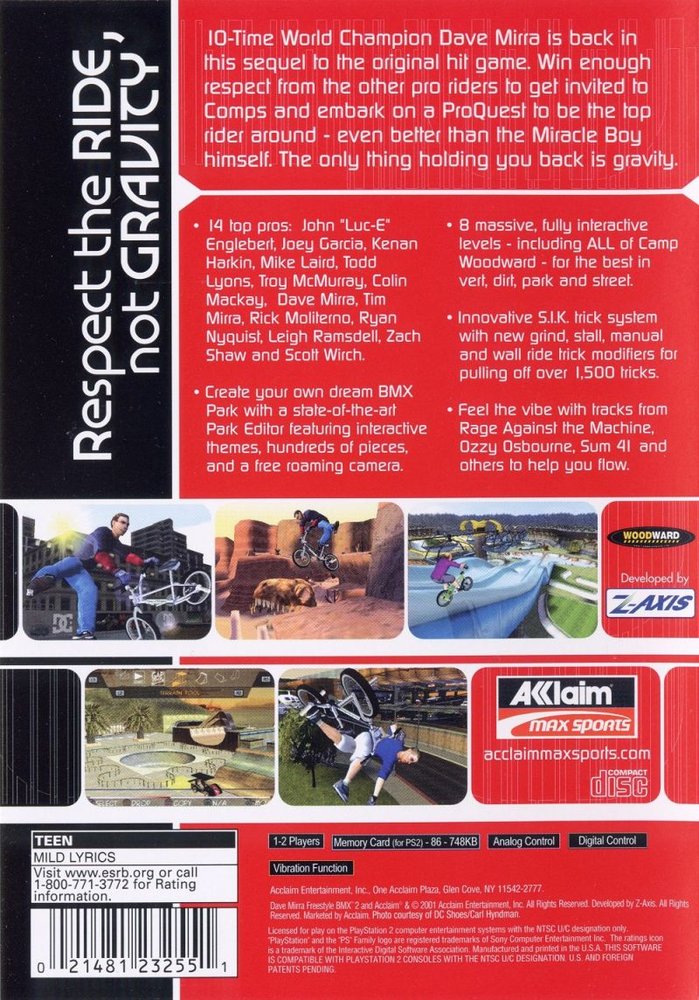 Respect the RIDE,
not GRAVITY
10-Time World Champion Dave Mirra is back in
this sequel to the original hit game. Win enough
respect from the other pro riders to get invited to
Comps and embark on a ProQuest to be the top
rider around - even better than the Miracle Boy
himself. The only thing holding you back is gravity.
• 14 top pros: John "Luc-E"
Englebert, Joey Garcia, Kenan
Harkin, Mike Laird, Todd
Lyons, Troy McMurray, Colin
Mackay, Dave Mirra, Tim
Mirra, Rick Moliterno, Ryan
Nyquist, Leigh Ramsdell, Zach
Shaw and Scott Wirch.
• Create your own dream BMX
Park with a state-of-the-art
Park Editor featuring interactive
themes, hundreds of pieces,
and a free roaming camera.
• 8 massive, fully interactive
levels - including ALL of Camp
Woodward - for the best in
vert, dirt, park and street.
• Innovative S.I.K. trick system
with new grind, stall, manual
and wall ride trick modifiers for
pulling off over 1,500 tricks.
• Feel the vibe with tracks from
Rage Against the Machine,
Ozzy Osbourne, Sum 41 and
others to help you flow.
DC
WOODWARD
Developed by
Z-AXIS
TERRAIN TOOL
SELECT DROP COPY N/A
AKklaim
MAX SPORTS
acclaimmaxsports.com
COMPACT
disc
TEEN
MILD LYRICS
Visit www.esrb.org or call
1-800-771-3772 for Rating
information.
0 21481 23255 1
1-2 Players
Memory Card (for PS2) - 86 - 748KB
Analog Control
Digital Control
Vibration Function
Acclaim Entertainment, Inc., One Acclaim Plaza, Glen Cove, NY 11542-2777.
Dave Mirra Freestyle BMX™ 2 and Acclaim® & © 2001 Acclaim Entertainment, Inc. All Rights Reserved. Developed by Z-Axis. All Rights
Reserved. Marketed by Acclaim. Photo courtesy of DC Shoes/Carl Hyndman.
Licensed for play on the PlayStation 2 computer entertainment systems with the NTSC U/C designation only.
"PlayStation" and the "PS" Family logo are registered trademarks of Sony Computer Entertainment Inc. The ratings icon
is a trademark of the Interactive Digital Software Association. Manufactured and printed in the U.S.A. THIS SOFTWARE
IS COMPATIBLE WITH PLAYSTATION 2 CONSOLES WITH THE NTSC U/C DESIGNATION. U.S. AND FOREIGN
PATENTS PENDING.